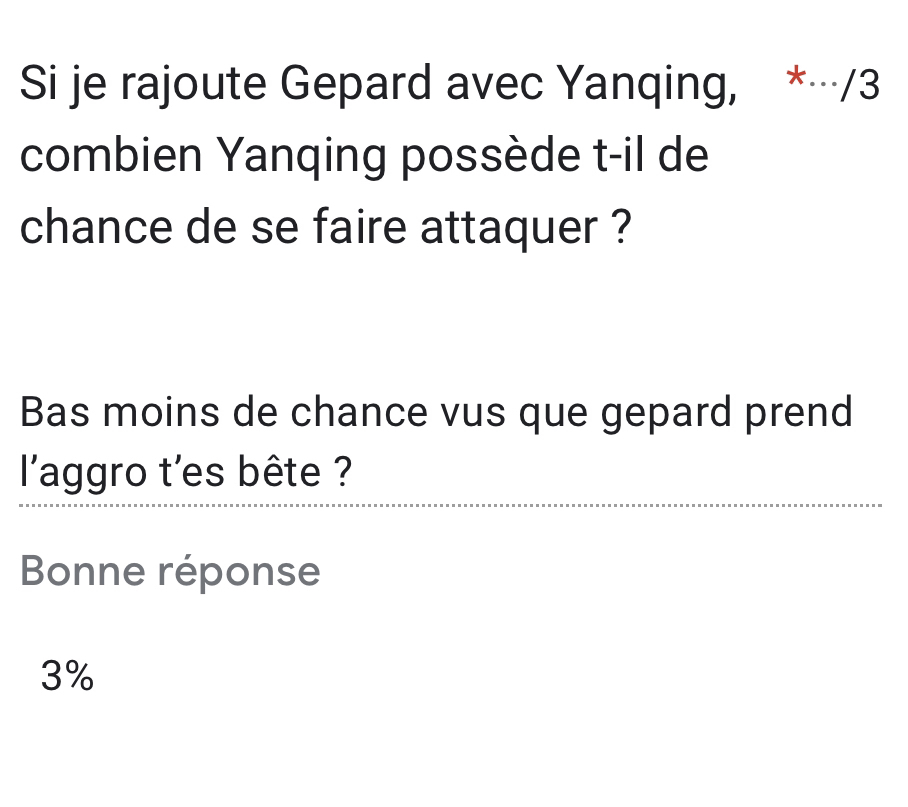 Si je rajoute Gepard avec Yanqing, *···/3
combien Yanqing possède t-il de
chance de se faire attaquer ?
Bas moins de chance vus que gepard prend
l’aggro t’es bête ?
Bonne réponse
3%